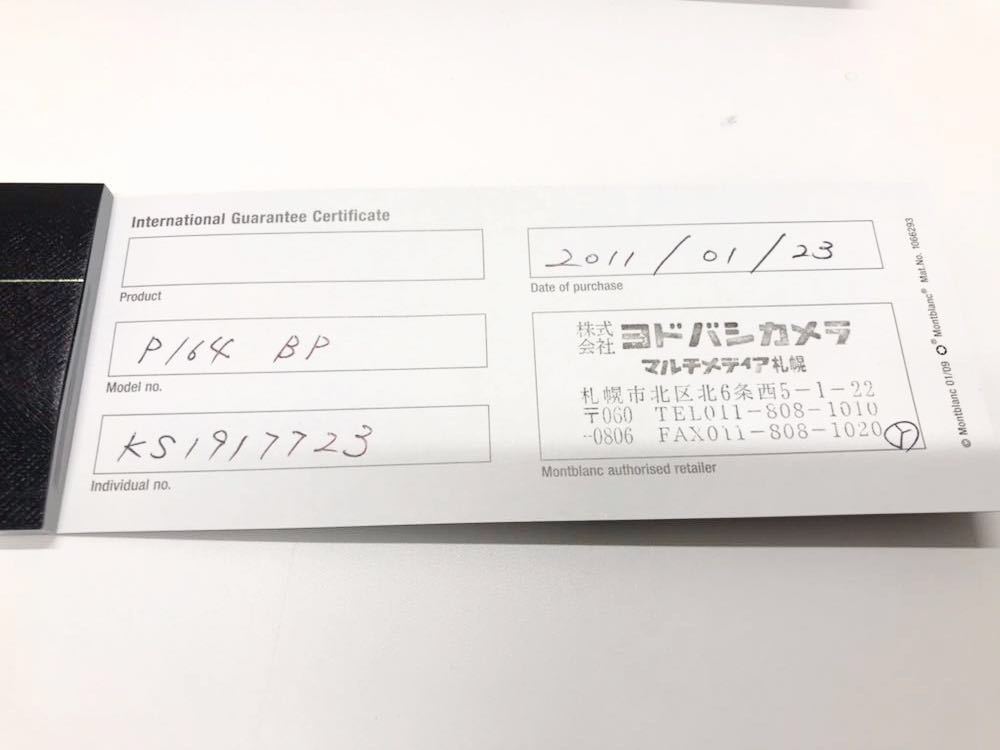 International Guarantee Certificate
Product
P164 BP
Model no.
KS1917723
Individual no.
2011/01/23
Date of purchase
株式会社 ヨドバシカメラ
マルチメディア札幌
札幌市北区北6条西5-1-22
〒060 TEL011-808-1010
-0806 FAX011-808-1020
Y
Montblanc authorised retailer
© Montblanc 01/09 ® Montblanc® Mat.No. 1066293